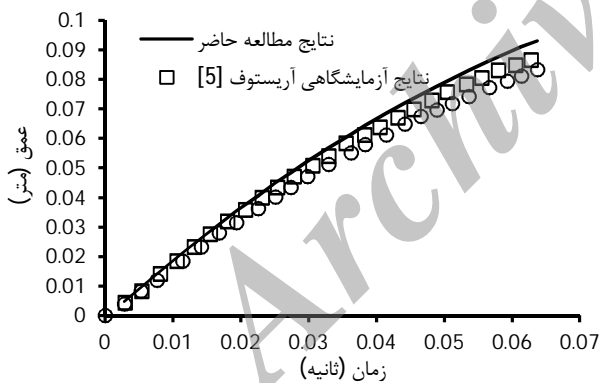 0.1
0.09
0.08
0.07
0.06
0.05
0.04
0.03
0.02
0.01
0
عمق (متر)
نتایج مطالعه حاضر
نتایج آزمایشگاهی آریستوف [5]
0 0.01 0.02 0.03 0.04 0.05 0.06 0.07
زمان (ثانیه)
Archiv